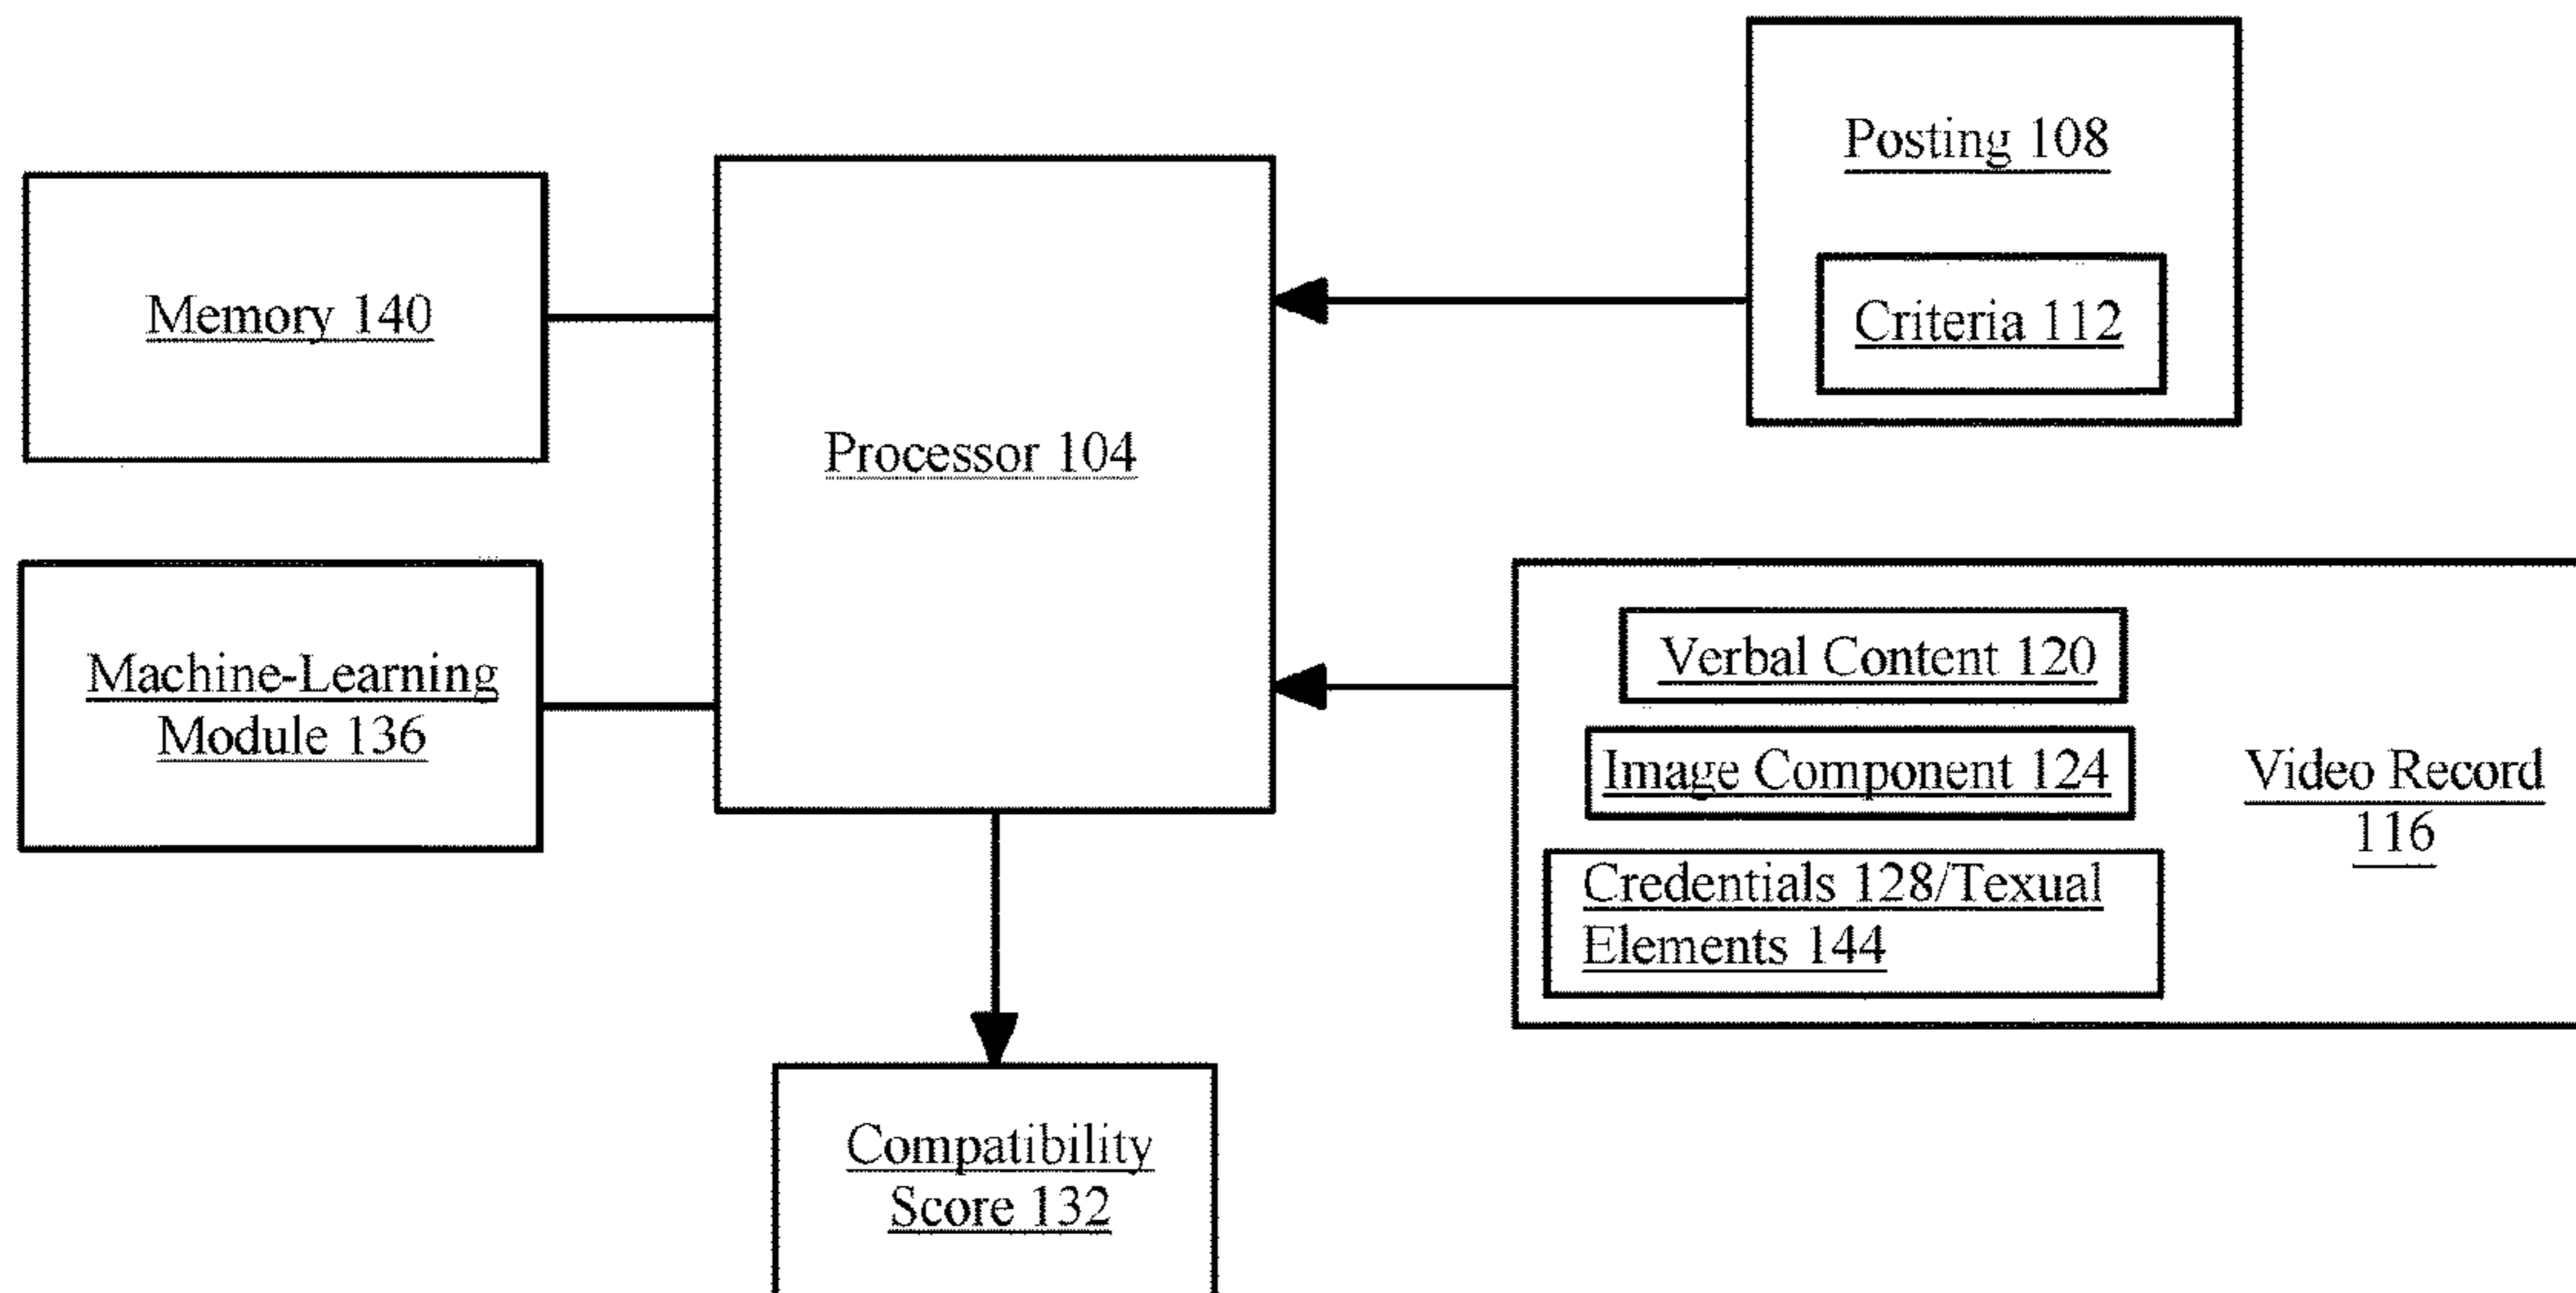 Posting 108
Criteria 112
Memory 140
Processor 104
Machine-Learning
Module 136
Verbal Content 120
Image Component 124
Credentials 128/Texual
Elements 144
Video Record
116
Compatibility
Score 132